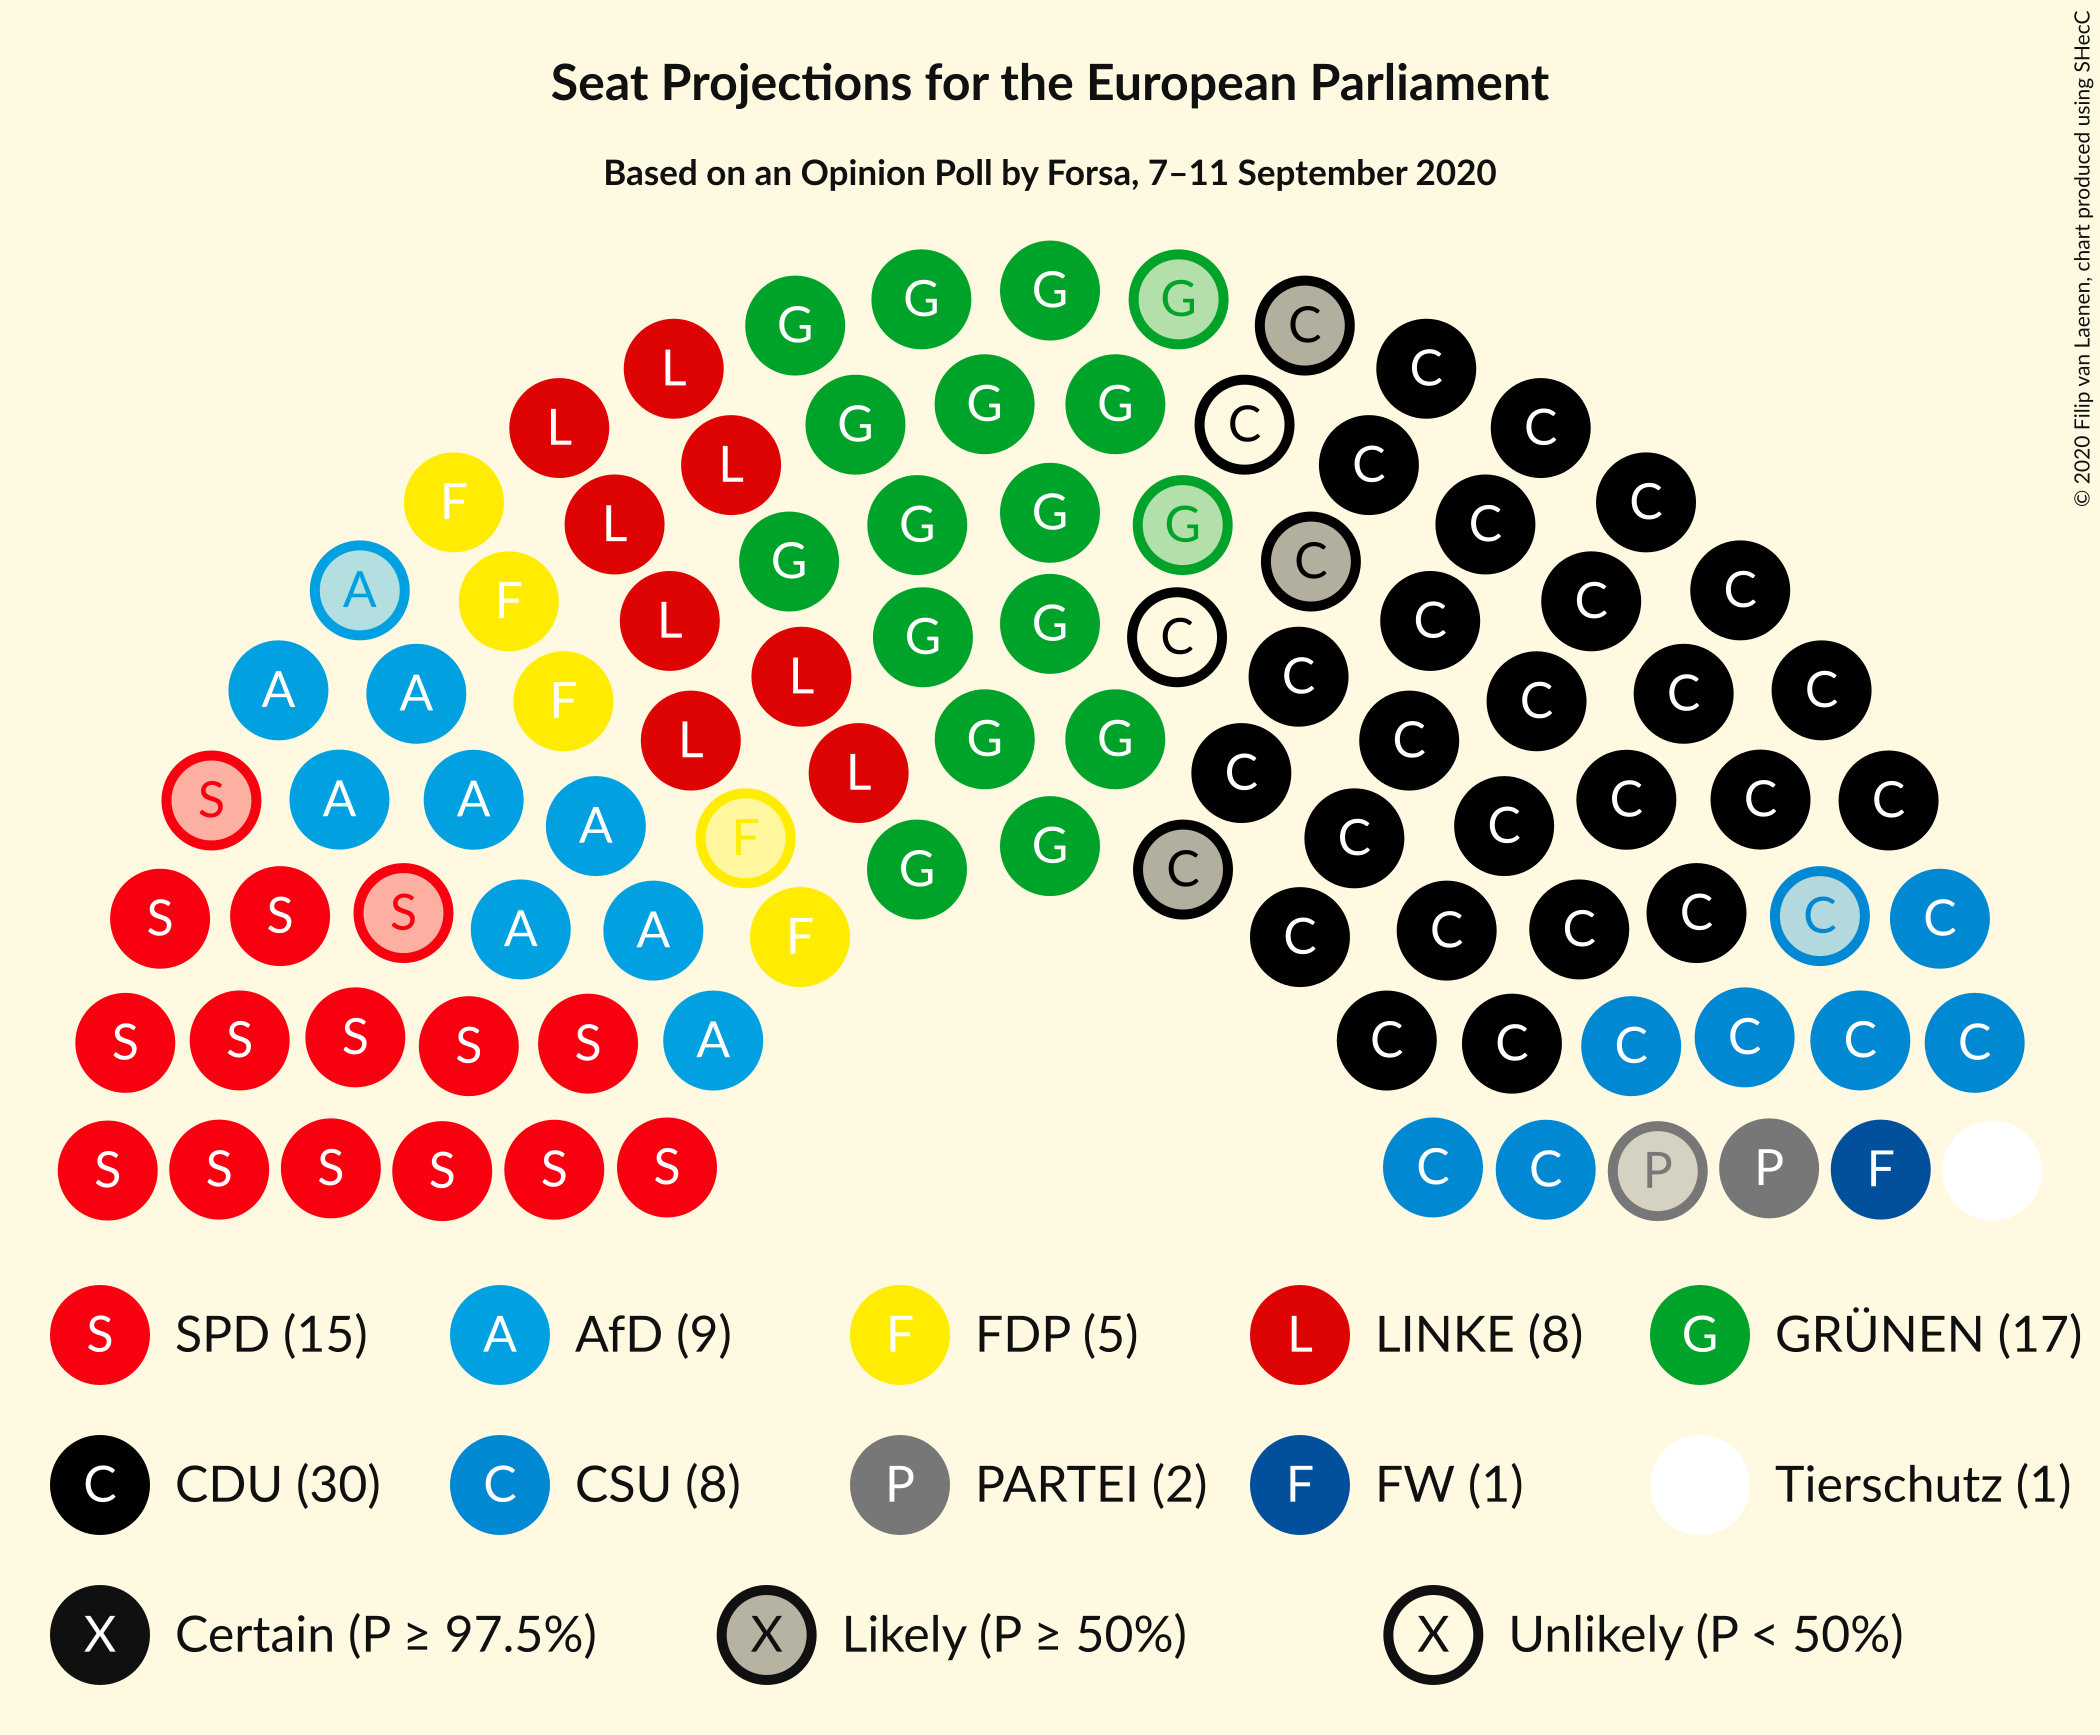 Seat Projections for the European Parliament
Based on an Opinion Poll by Forsa, 7–11 September 2020
© 2020 Filip van Laenen, chart produced using SHecC
G G G G C
L G G G C C
L L G G G G C C C
F L G G G C C C C
A F L L G G C C C C C
A A F L L G G C C C C C C
S A A A F G G C C C C C C
S S S A A F C C C C C C
S S S S S A C C C C C C
S S S S S S C C P P F
S SPD (15) A AfD (9) F FDP (5) L LINKE (8) G GRÜNEN (17)
C CDU (30) C CSU (8) P PARTEI (2) F FW (1) Tierschutz (1)
X Certain (P ≥ 97.5%) X Likely (P ≥ 50%) X Unlikely (P < 50%)